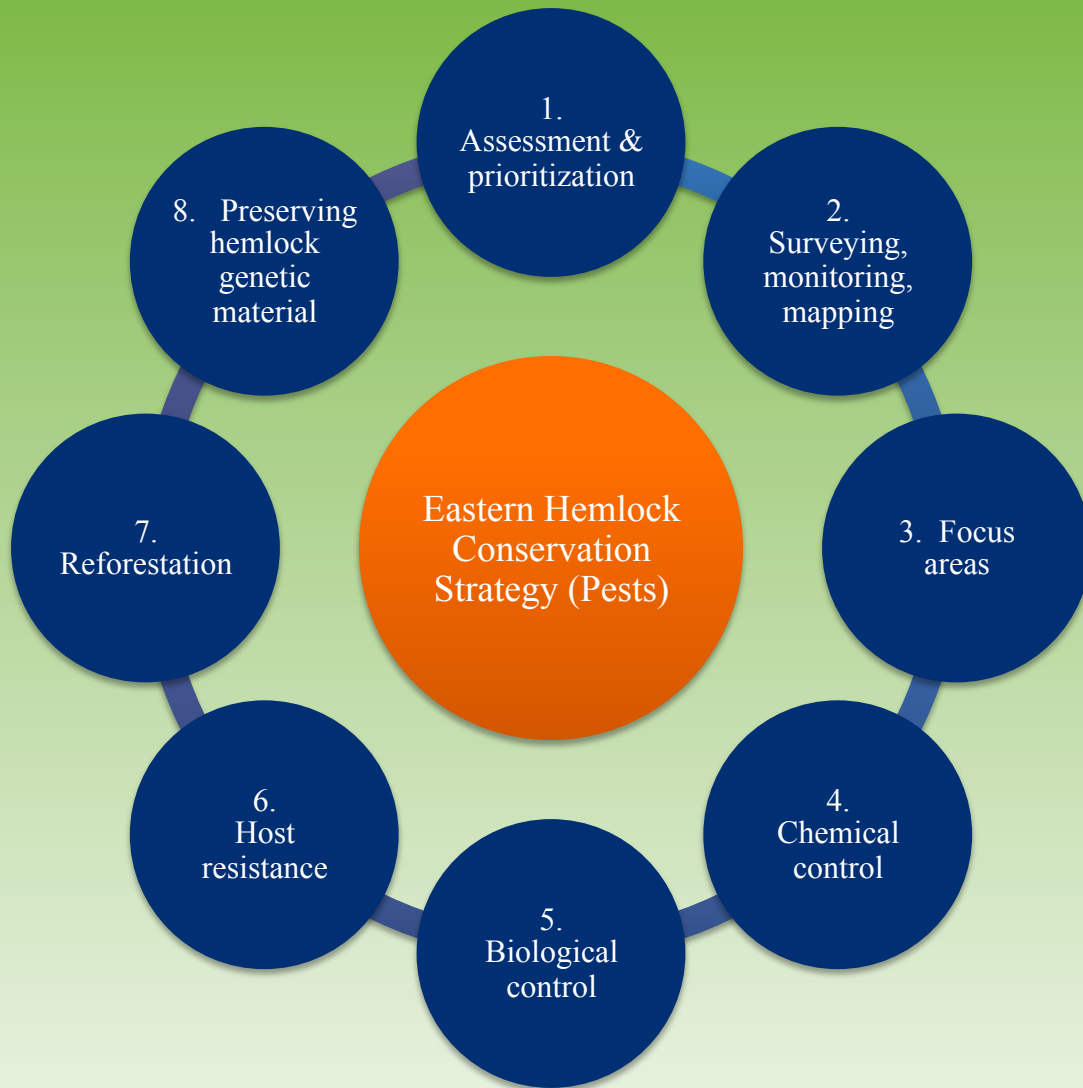 1.
Assessment &
prioritization
2.
Surveying,
monitoring,
mapping
3. Focus
areas
4.
Chemical
control
5.
Biological
control
6.
Host
resistance
7.
Reforestation
8. Preserving
hemlock
genetic
material
Eastern Hemlock
Conservation
Strategy (Pests)